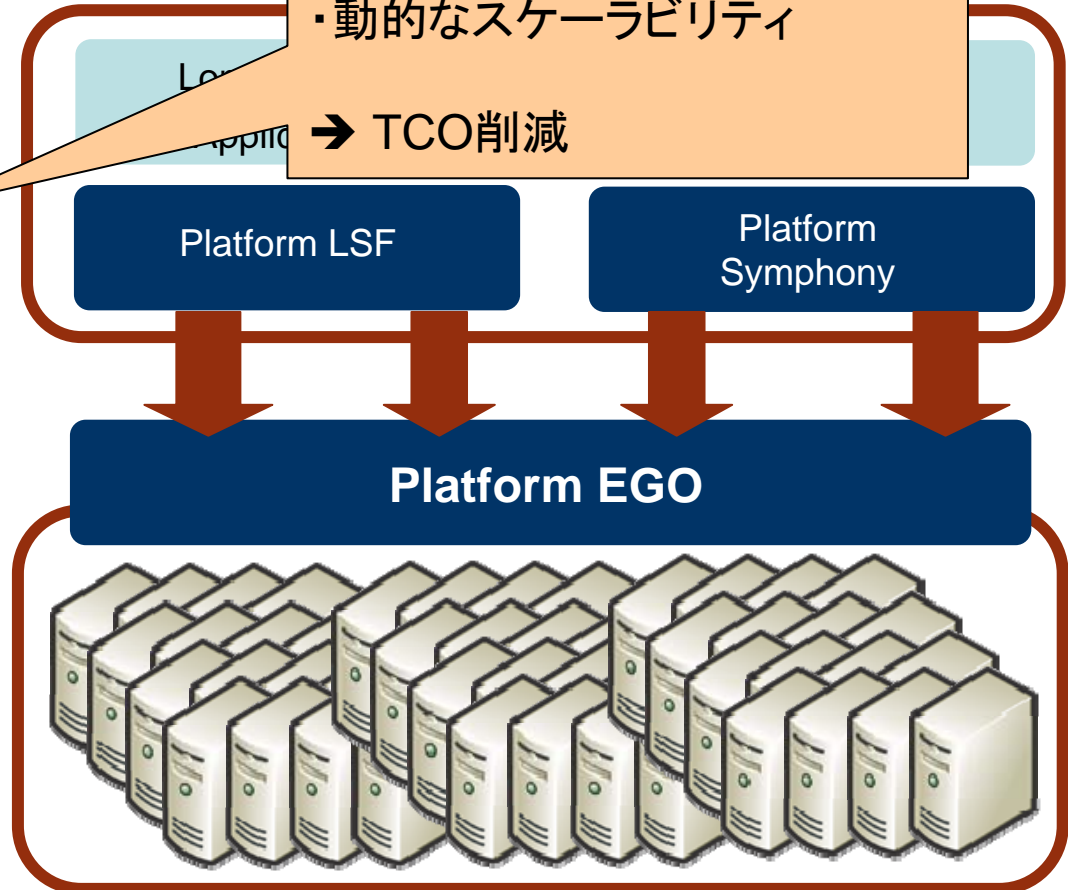 ・動的なスケーラビリティ
➔ TCO削減
Platform LSF
Platform
Symphony
Platform EGO